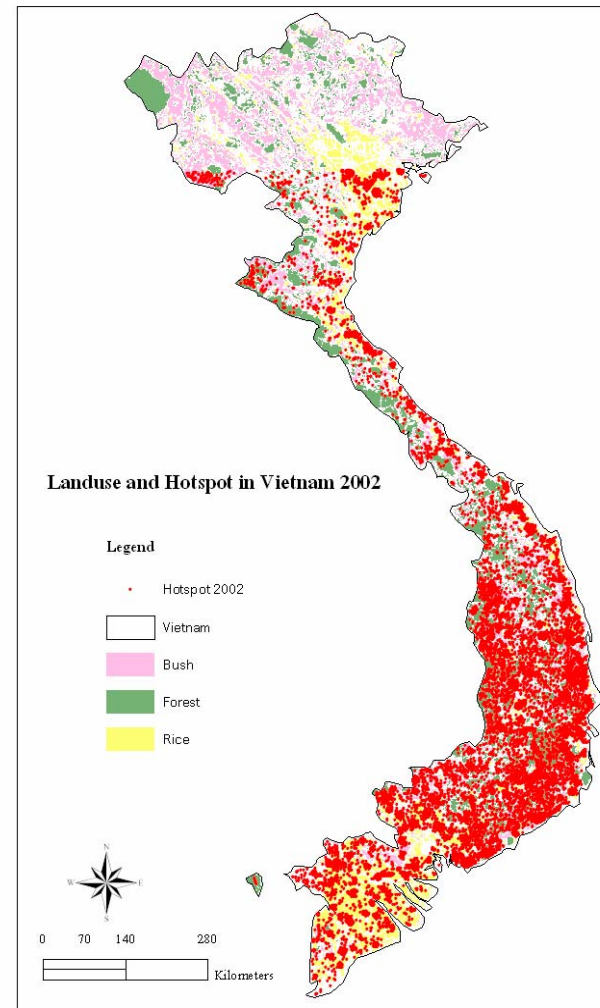 Landuse and Hotspot in Vietnam 2002
Legend
Hotspot 2002
Vietnam
Bush
Forest
Rice
N
W E
S
0 70 140 280
Kilometers